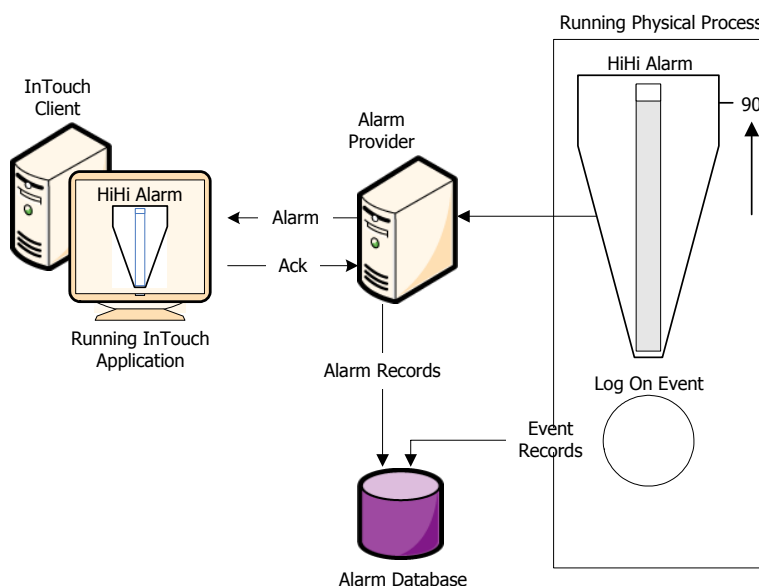 Running Physical Process
HiHi Alarm
90
InTouch
Client
Alarm
Provider
HiHi Alarm
Alarm
Ack
Running InTouch
Application
Alarm Records
Log On Event
Event
Records
Alarm Database